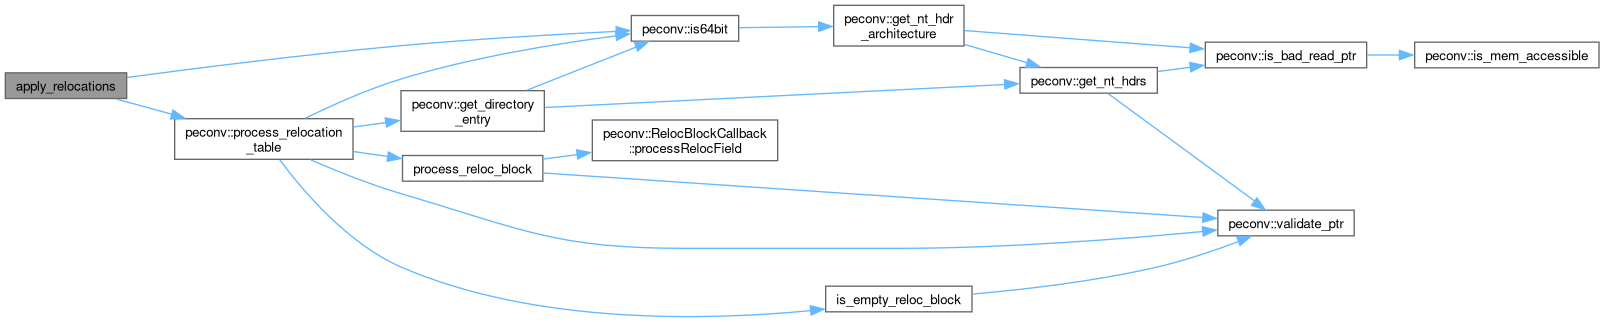 apply_relocations
peconv::process_relocation
_table
peconv::is64bit
peconv::get_directory
_entry
process_reloc_block
peconv::RelocBlockCallback
::processRelocField
peconv::get_nt_hdr
_architecture
peconv::get_nt_hdrs
is_empty_reloc_block
peconv::is_bad_read_ptr
peconv::validate_ptr
peconv::is_mem_accessible